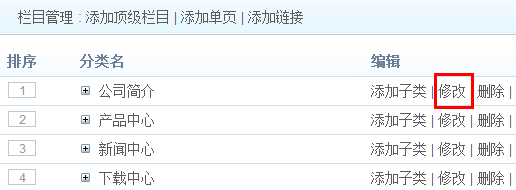 栏目管理 : 添加顶级栏目 | 添加单页 | 添加链接
排序 分类名 编辑
1 公司简介 添加子类 | 修改 | 删除 |
2 产品中心 添加子类 | 修改 | 删除 |
3 新闻中心 添加子类 | 修改 | 删除 |
4 下载中心 添加子类 | 修改 | 删除 |